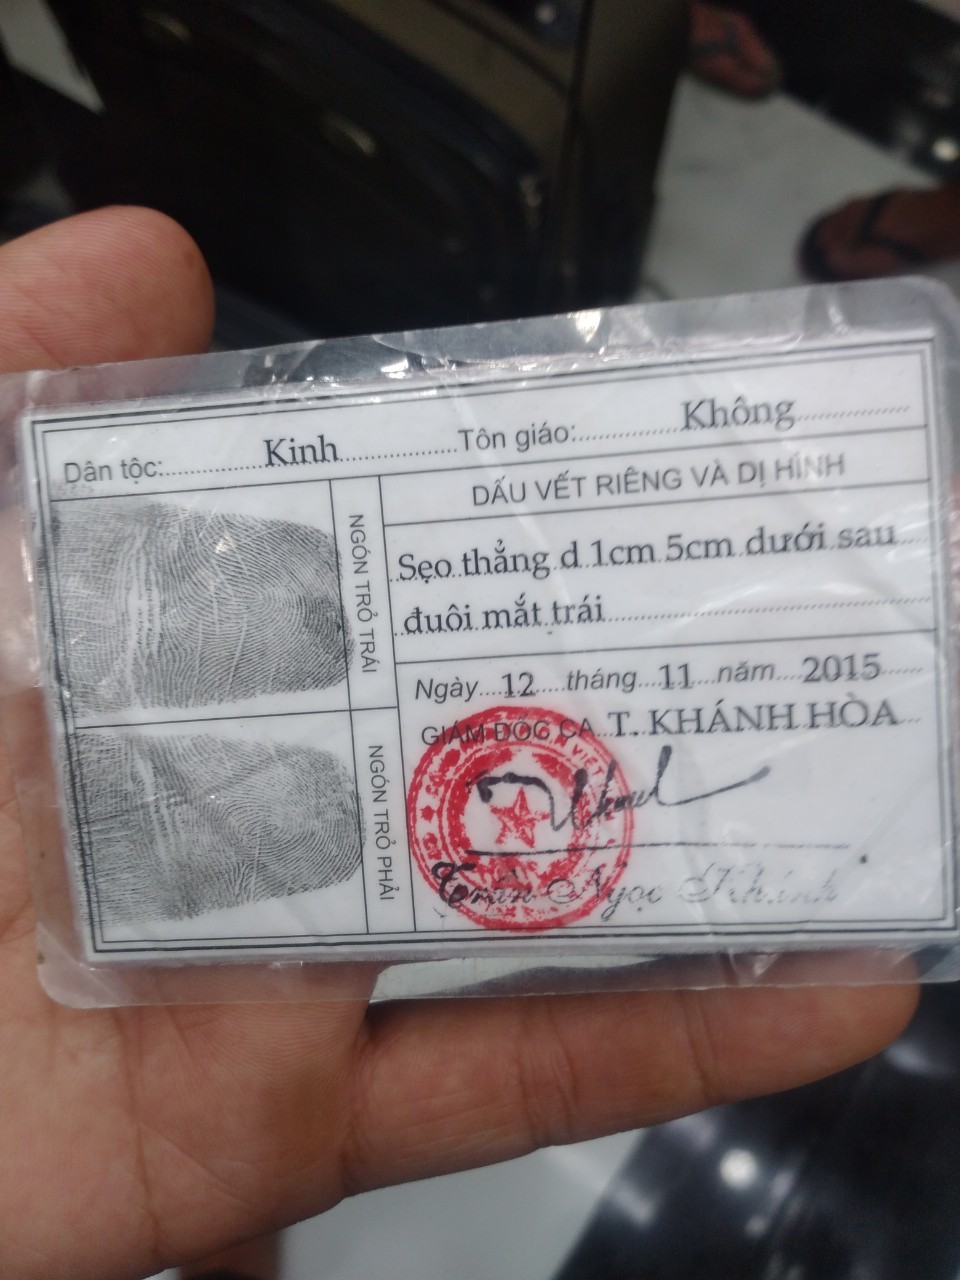 Dân tộc: Kinh Tôn giáo: Không
DẤU VẾT RIÊNG VÀ DỊ HÌNH
NGÓN TRỎ TRÁI
Sẹo thẳng d 1cm 5cm dưới sau
đuôi mắt trái
NGÓN TRỎ PHẢI
Ngày 12 tháng 11 năm 2015
GIÁM ĐỐC CA T. KHÁNH HÒA
Trần Ngọc Khánh